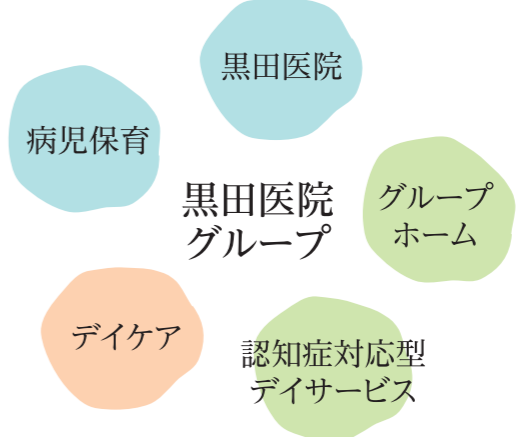 黒田医院
病児保育
黒田医院
グループ
グループ
ホーム
デイケア
認知症対応型
デイサービス